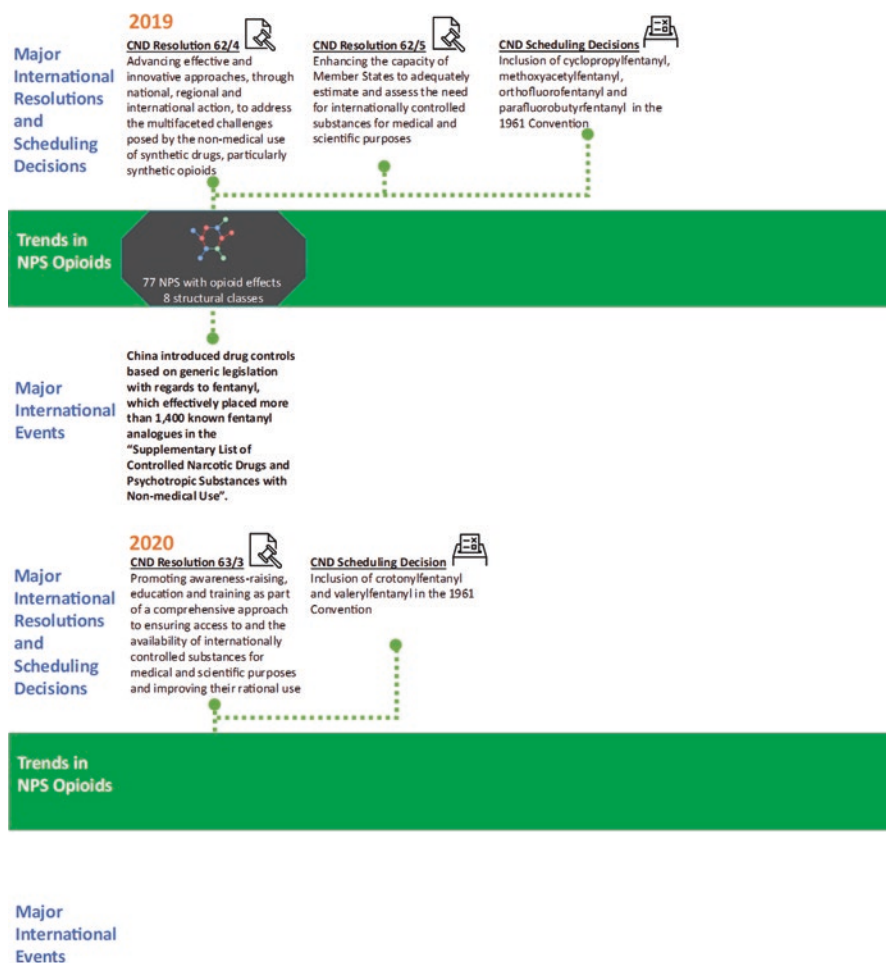 2019
Major
International
Resolutions
and
Scheduling
Decisions
CND Resolution 62/4
Advancing effective and
innovative approaches, through
national, regional and
international action, to address
the multifaceted challenges
posed by the non-medical use
of synthetic drugs, particularly
synthetic opioids
CND Resolution 62/5
Enhancing the capacity of
Member States to adequately
estimate and assess the need
for internationally controlled
substances for medical and
scientific purposes
CND Scheduling Decisions
Inclusion of cyclopropylfentanyl,
methoxyacetylfentanyl,
orthofluorofentanyl and
parafluorobutyrfentanyl in the
1961 Convention
Trends in
NPS Opioids
77 NPS with opioid effects
8 structural classes
Major
International
Events
China introduced drug controls
based on generic legislation
with regards to fentanyl,
which effectively placed more
than 1,400 known fentanyl
analogues in the
“Supplementary List of
Controlled Narcotic Drugs and
Psychotropic Substances with
Non-medical Use”.
2020
Major
International
Resolutions
and
Scheduling
Decisions
CND Resolution 63/3
Promoting awareness-raising,
education and training as part
of a comprehensive approach
to ensuring access to and the
availability of internationally
controlled substances for
medical and scientific purposes
and improving their rational use
CND Scheduling Decision
Inclusion of crotonylfentanyl
and valerylfentanyl in the 1961
Convention
Trends in
NPS Opioids
Major
International
Events